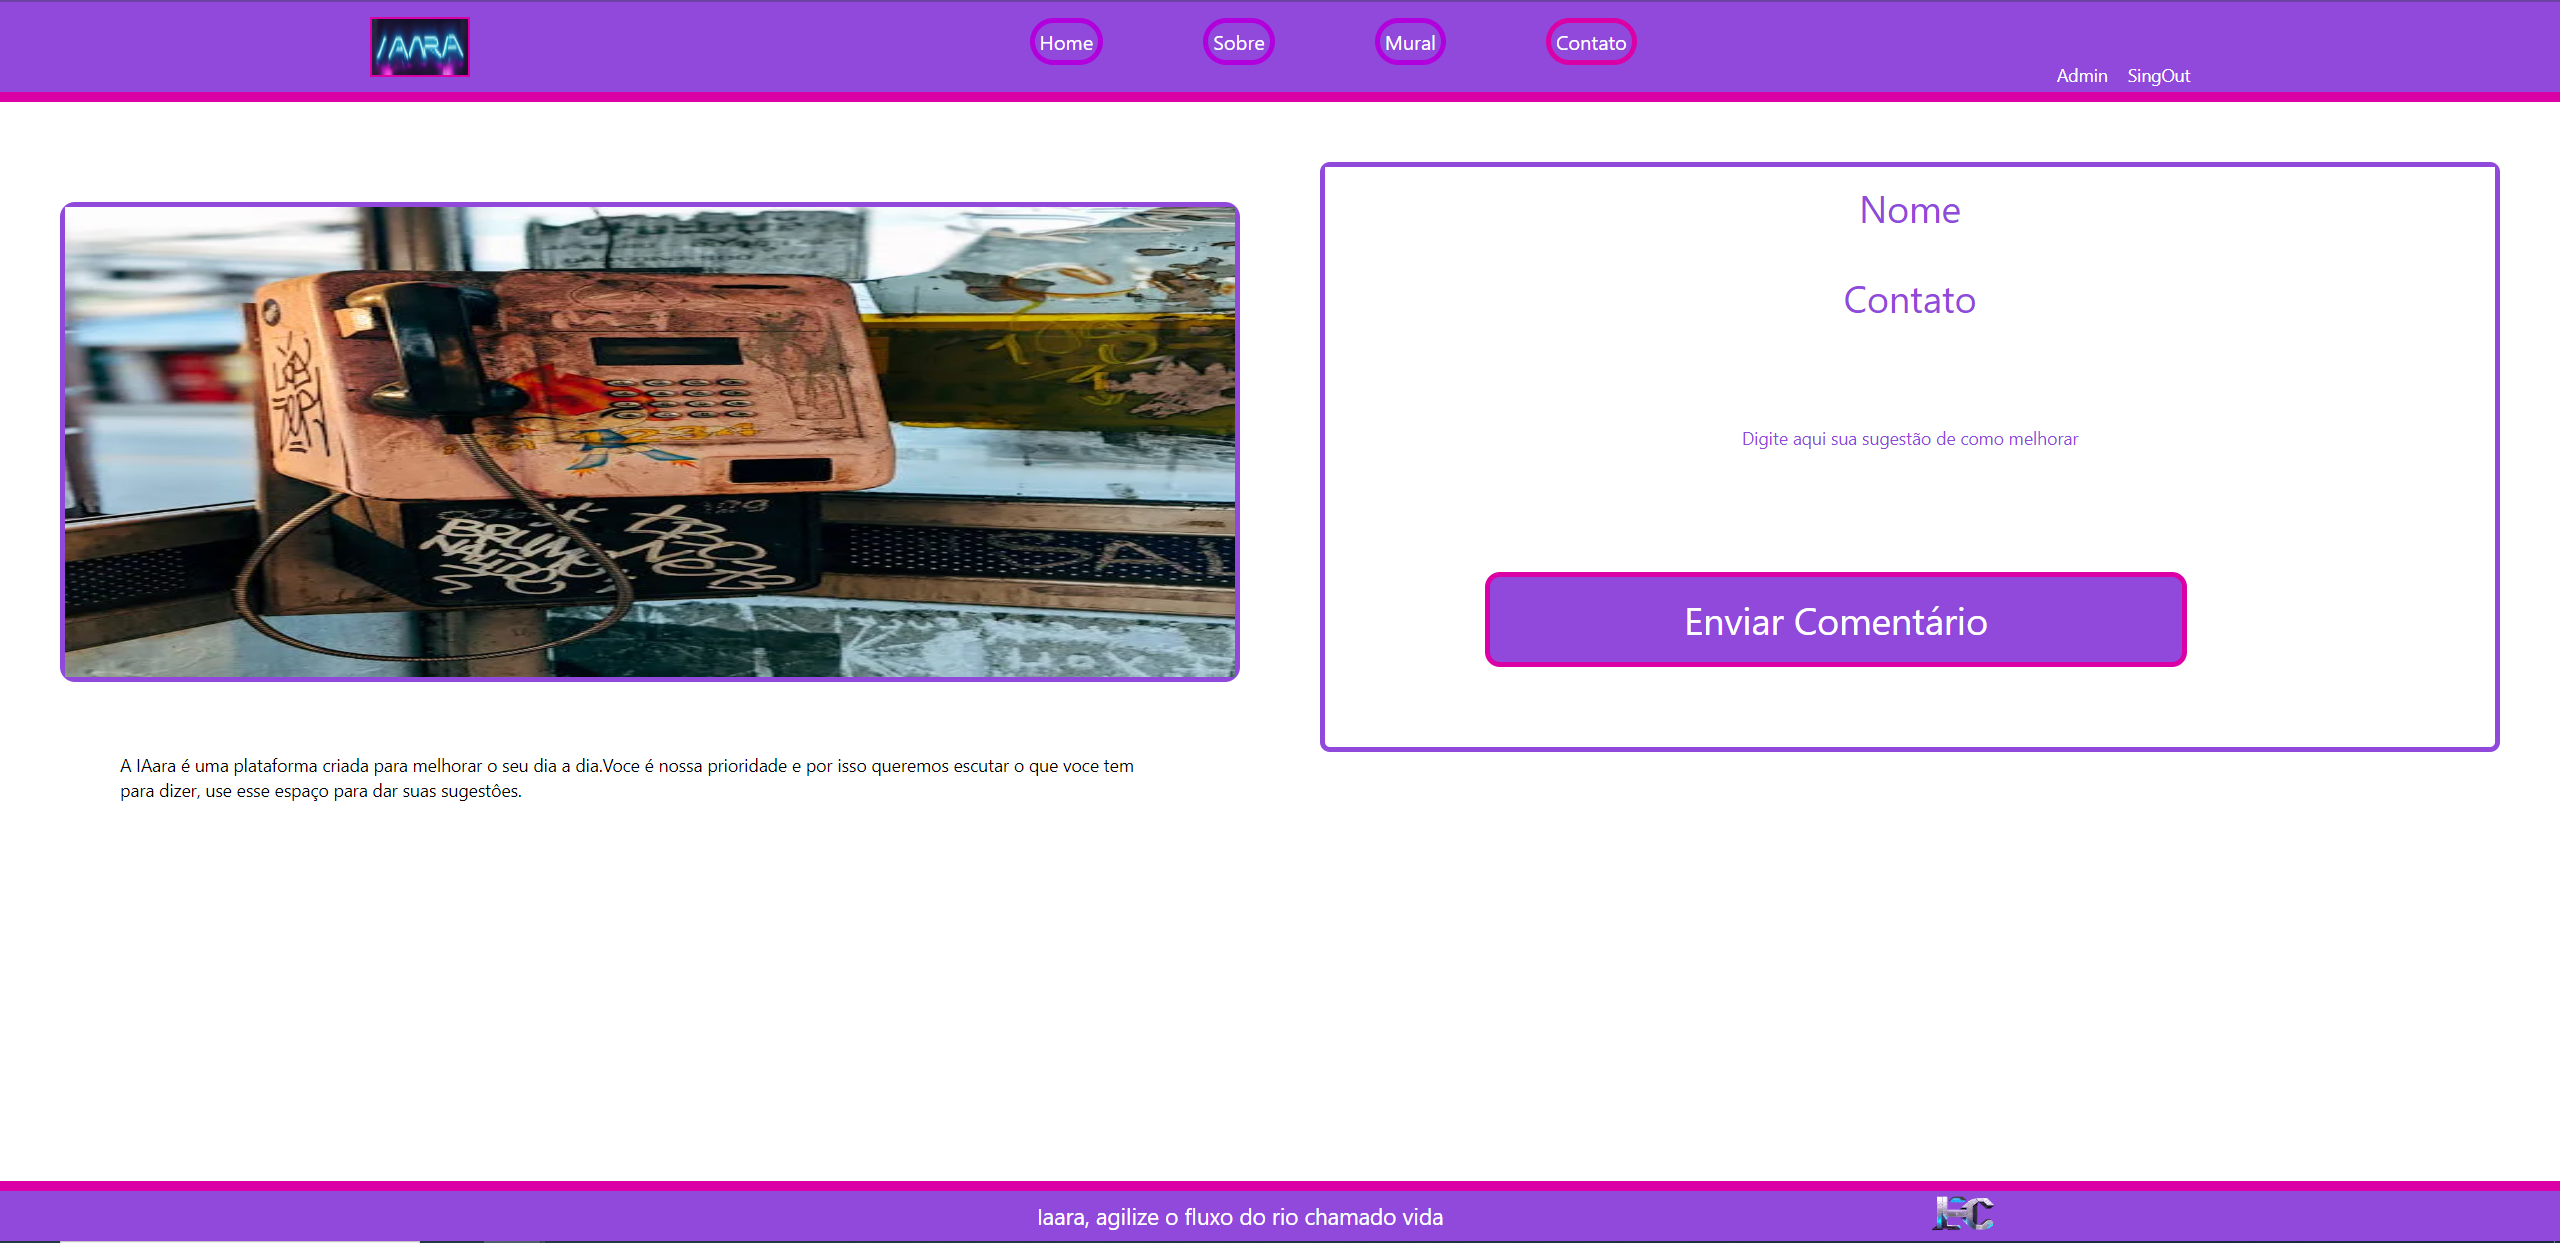 IAARA
Home
Sobre
Mural
Contato
Admin
SingOut
Nome
Contato
Digite aqui sua sugestão de como melhorar
Enviar Comentário
1234
A IAara é uma plataforma criada para melhorar o seu dia a dia.Voce é nossa prioridade e por isso queremos escutar o que voce tem
para dizer, use esse espaço para dar suas sugestões.
Iaara, agilize o fluxo do rio chamado vida